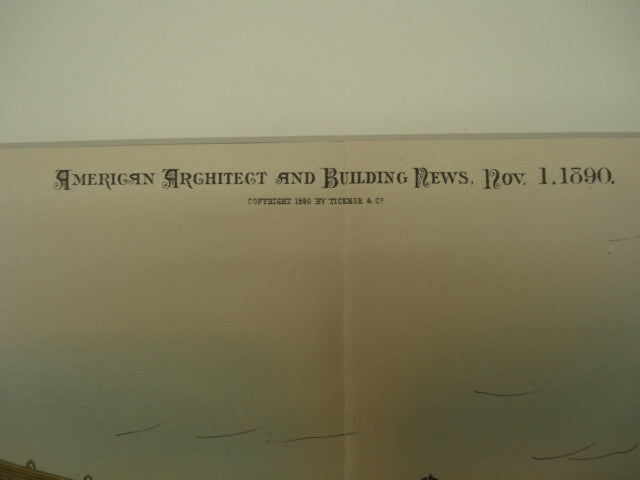 American Architect and Building News, Nov. 1. 1890.
COPYRIGHT 1890 BY TICKNOR & Co